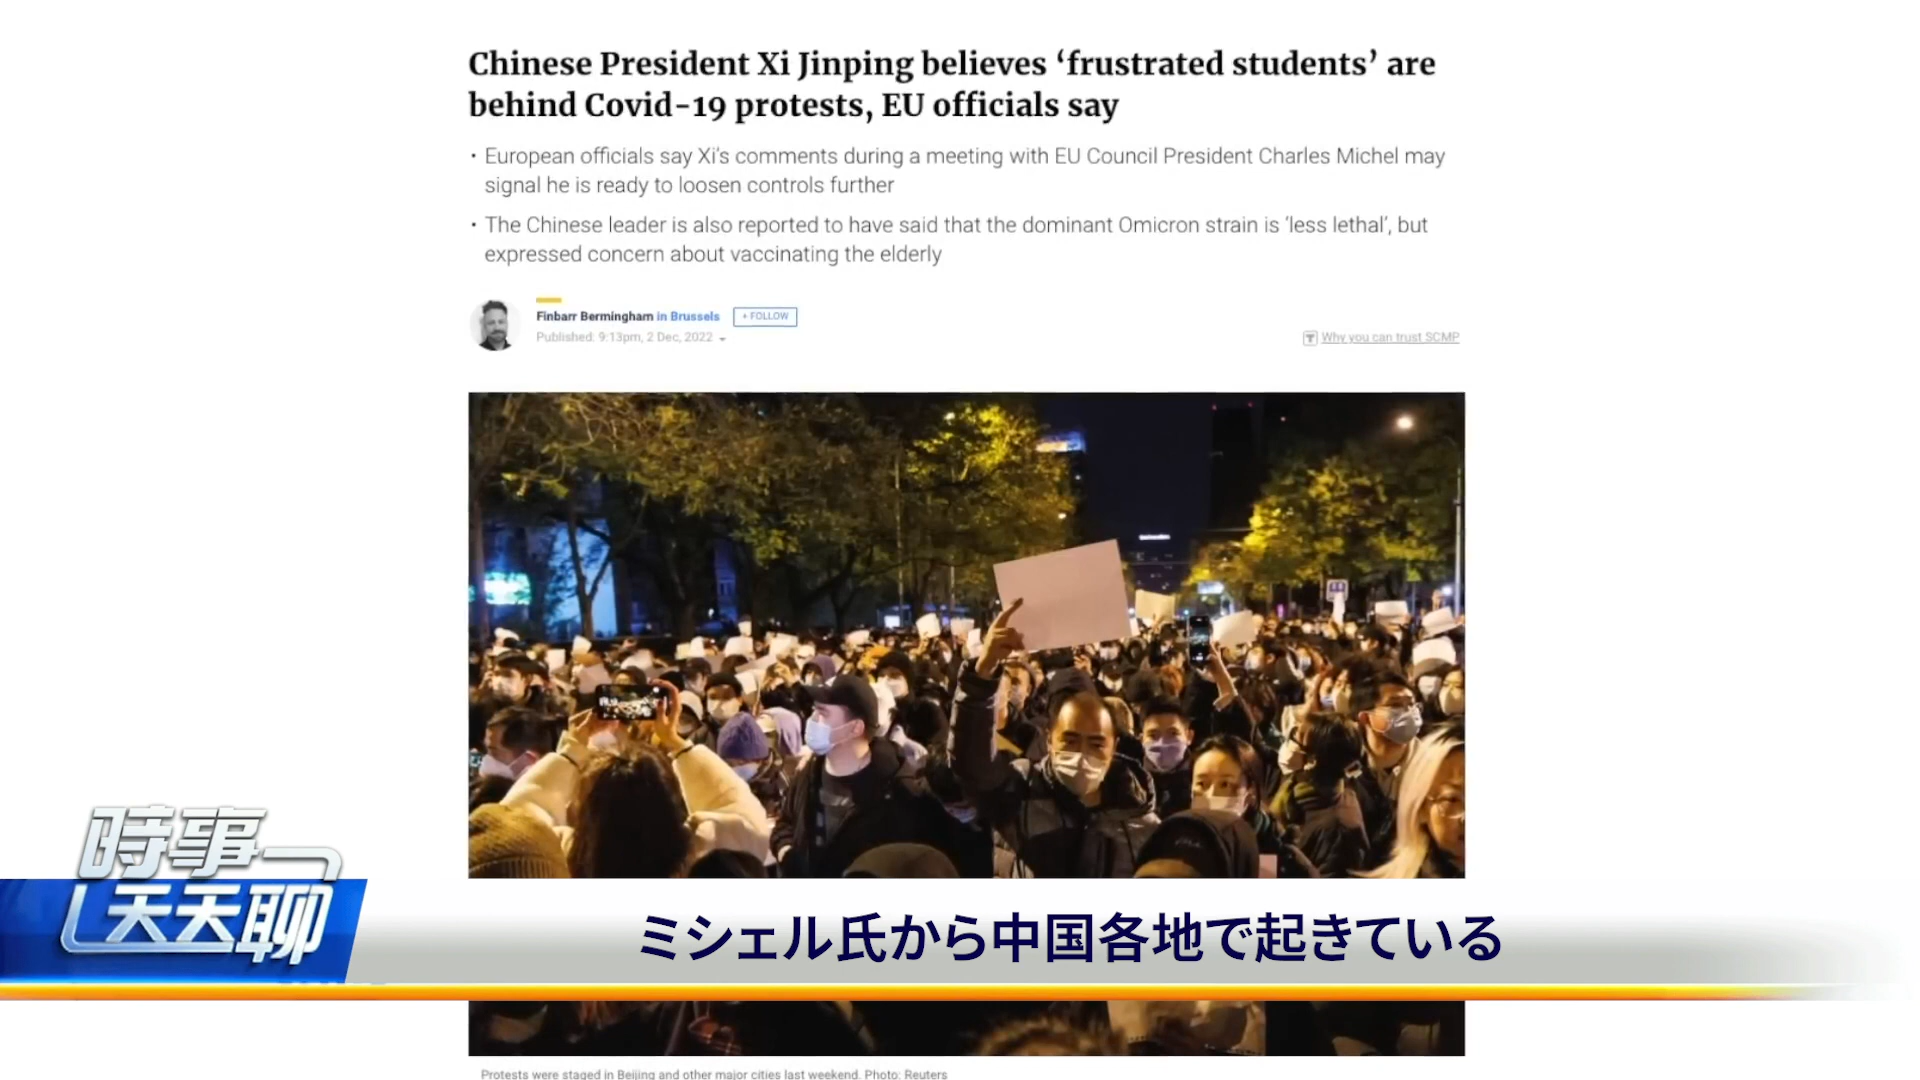 Chinese President Xi Jinping believes ‘frustrated students’ are
behind Covid-19 protests, EU officials say
• European officials say Xi’s comments during a meeting with EU Council President Charles Michel may
signal he is ready to loosen controls further
• The Chinese leader is also reported to have said that the dominant Omicron strain is ‘less lethal’, but
expressed concern about vaccinating the elderly
Finbarr Bermingham in Brussels + FOLLOW
Published: 9:13pm, 2 Dec, 2022
Why you can trust SCMP
時事
天天聊
ミシェル氏から中国各地で起きている
Protests were staged in Beijing and other major cities last weekend. Photo: Reuters